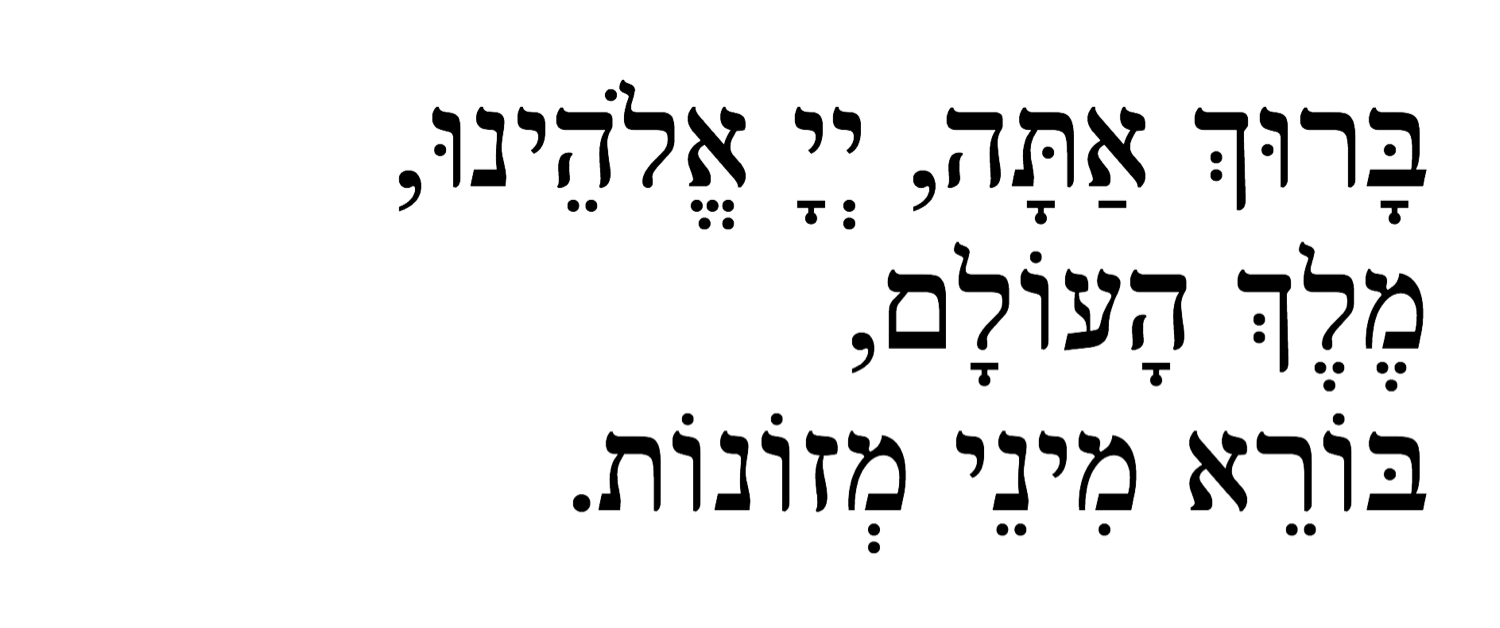 בָּרוּךְ אַתָּה, יְיָ אֱלֹהֵינוּ,
מֶלֶךְ הָעוֹלָם,
בּוֹרֵא מִינֵי מְזוֹנוֹת.